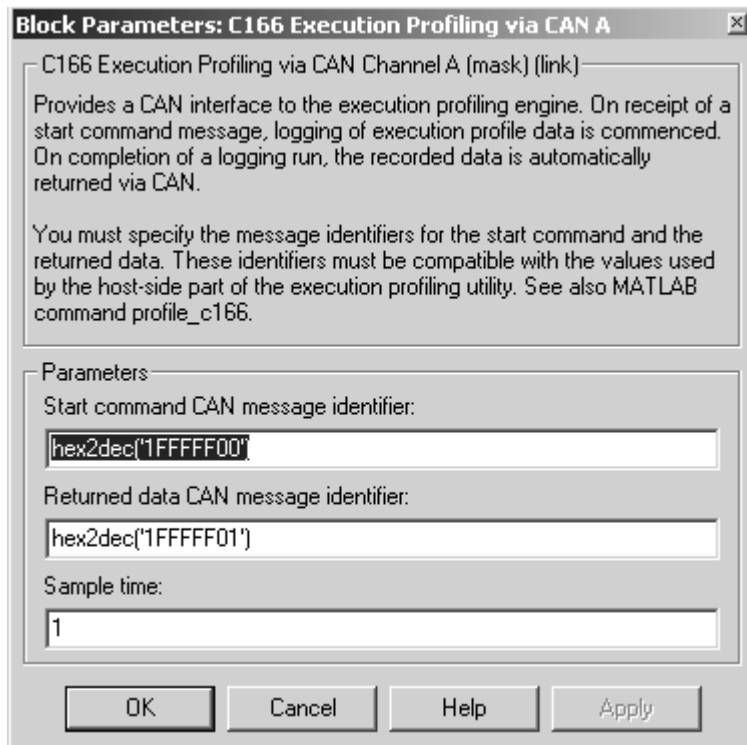 Block Parameters: C166 Execution Profiling via CAN A
C166 Execution Profiling via CAN Channel A (mask) (link)
Provides a CAN interface to the execution profiling engine. On receipt of a
start command message, logging of execution profile data is commenced.
On completion of a logging run, the recorded data is automatically
returned via CAN.
You must specify the message identifiers for the start command and the
returned data. These identifiers must be compatible with the values used
by the host-side part of the execution profiling utility. See also MATLAB
command profile_c166.
Parameters
Start command CAN message identifier:
hex2dec('1FFFFF00')
Returned data CAN message identifier:
hex2dec('1FFFFF01')
Sample time:
1
OK Cancel Help Apply